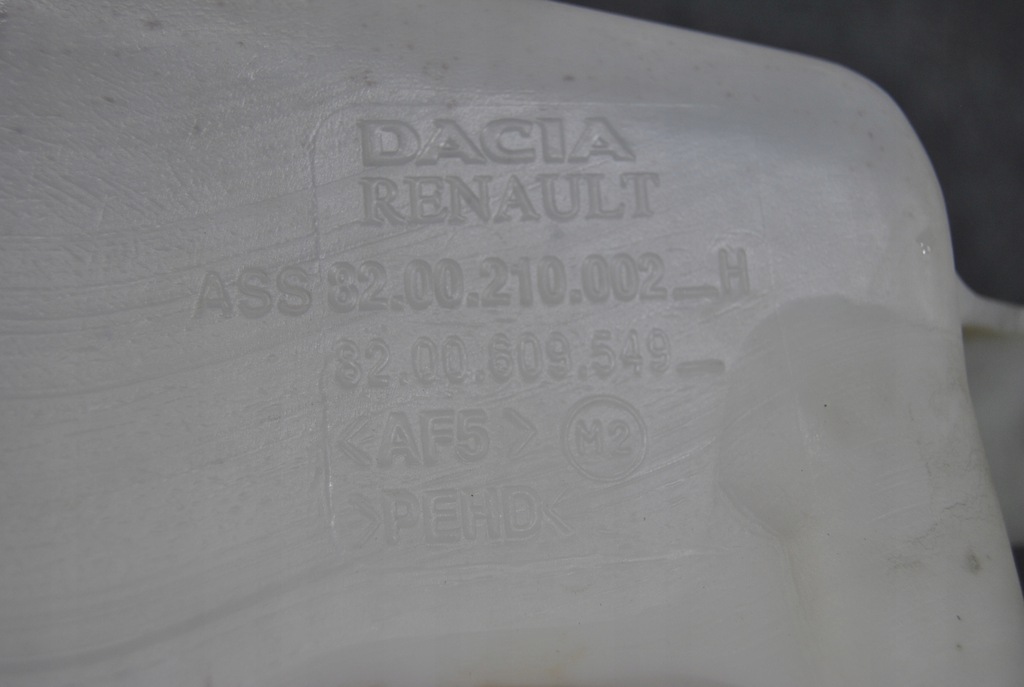 DACIA
RENAULT
ASS 82.00.210.002_H
82.00.609.549_
<AF5> M2
>PEHD<